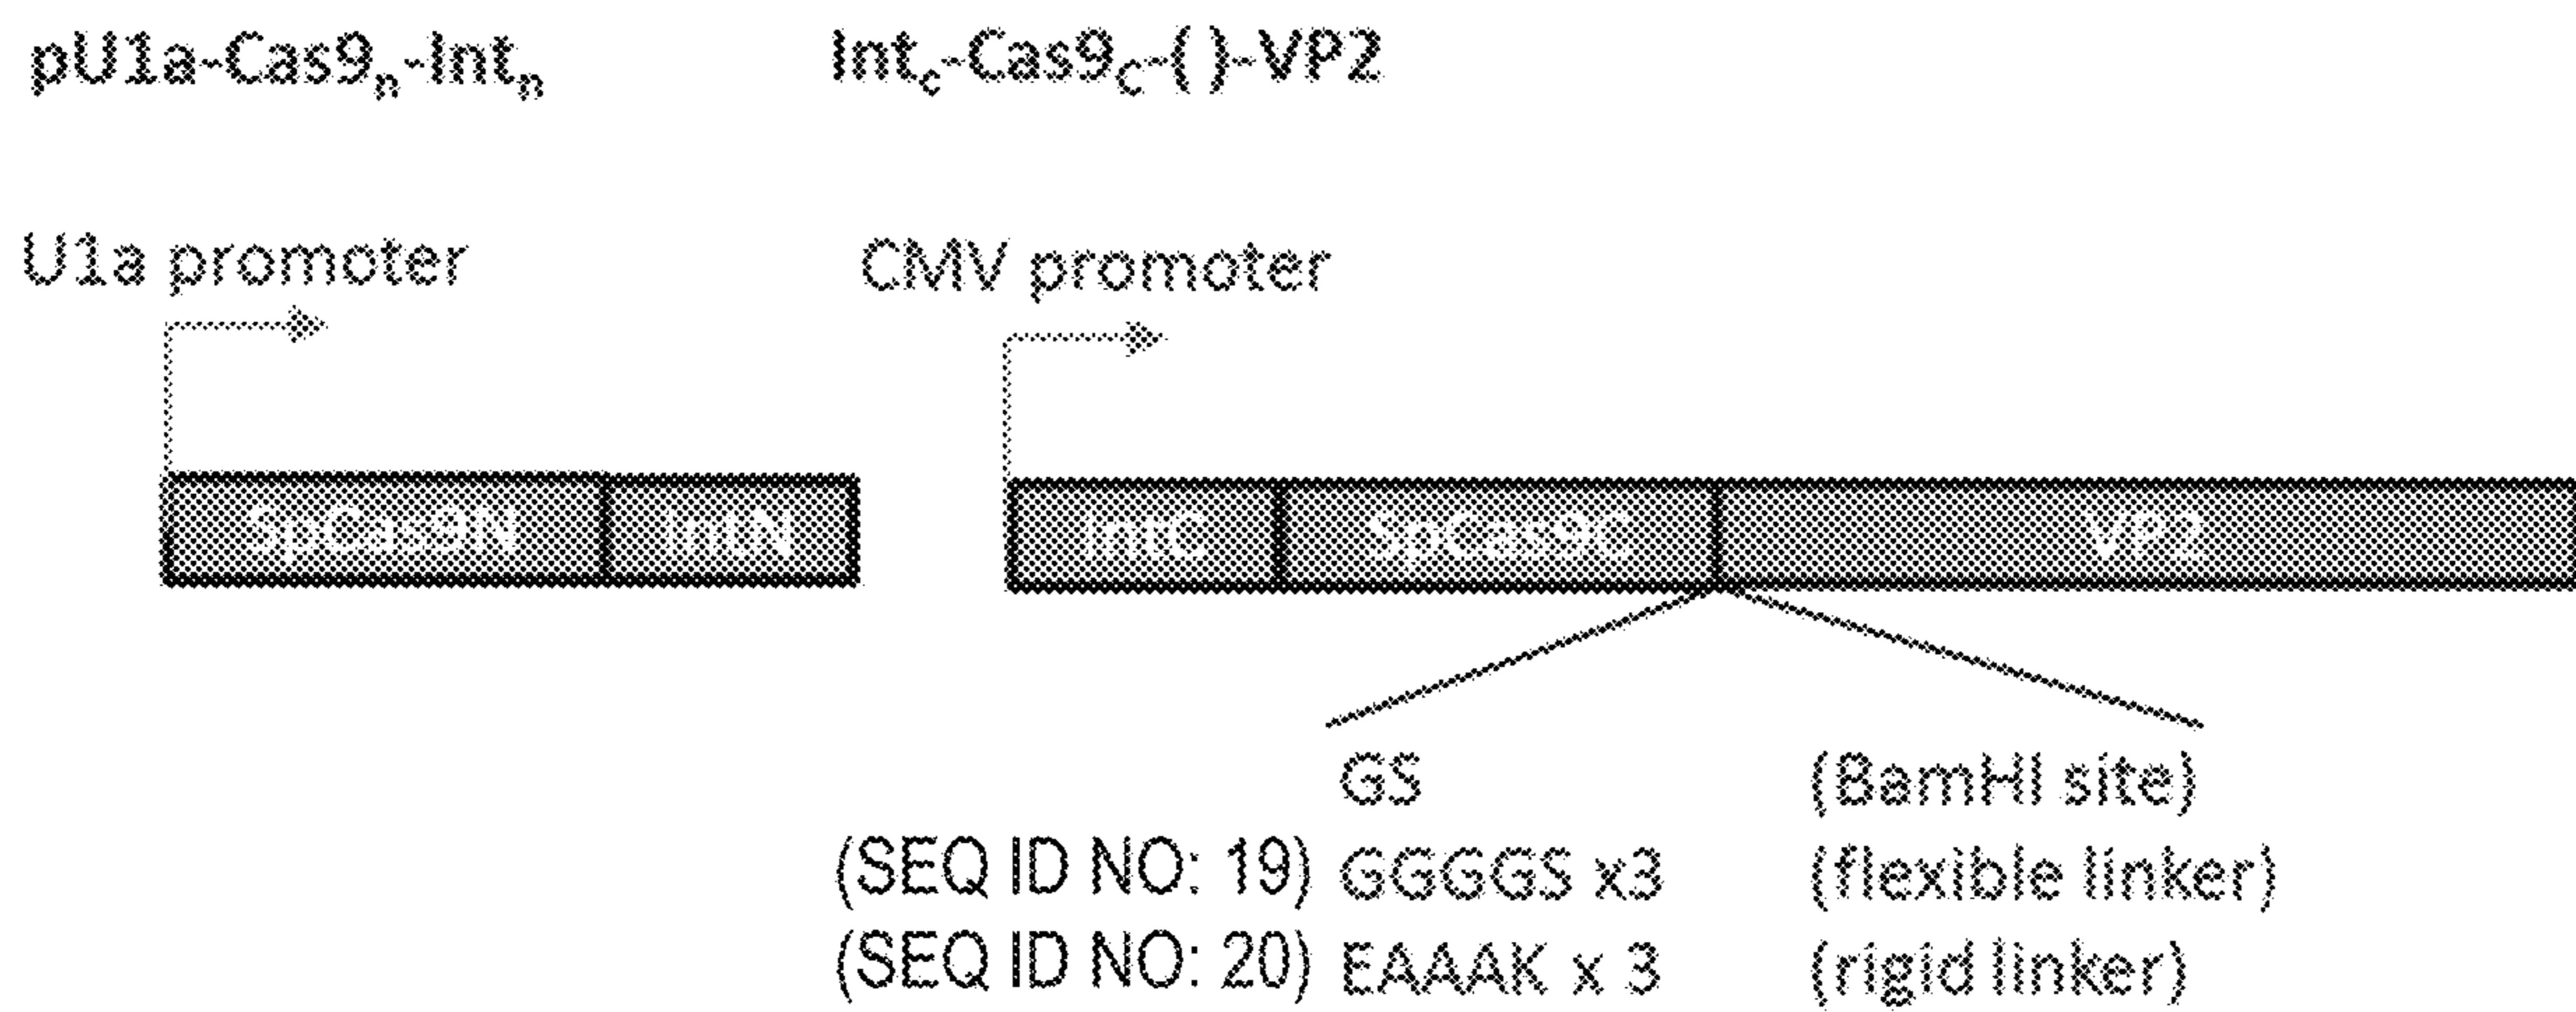 pU1a-Cas9n-Intn
Intc-Cas9C-( )-VP2
U1a promoter
CMV promoter
SpCas9N IntN
IntC SpCas9C VP2
GS (BamHI site)
(SEQ ID NO: 19) GGGGS x3 (flexible linker)
(SEQ ID NO: 20) EAAAK x 3 (rigid linker)